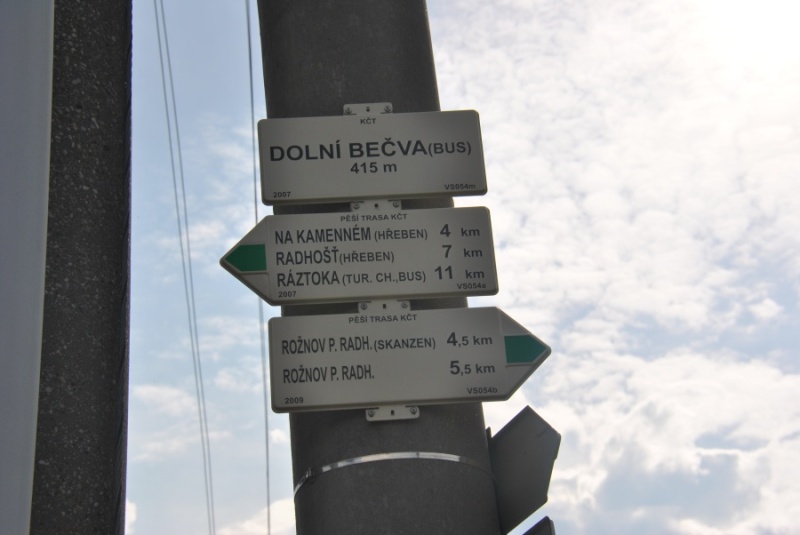 KČT
DOLNÍ BEČVA (BUS)
415 m
2007 VS054m
PĚŠÍ TRASA KČT
NA KAMENNÉM (HŘEBEN) 4 km
RADHOŠŤ (HŘEBEN) 7 km
RÁZTOKA (TUR. CH.,BUS) 11 km
2007 VS054a
PĚŠÍ TRASA KČT
ROŽNOV P. RADH. (SKANZEN) 4,5 km
ROŽNOV P. RADH. 5,5 km
2009 VS054b